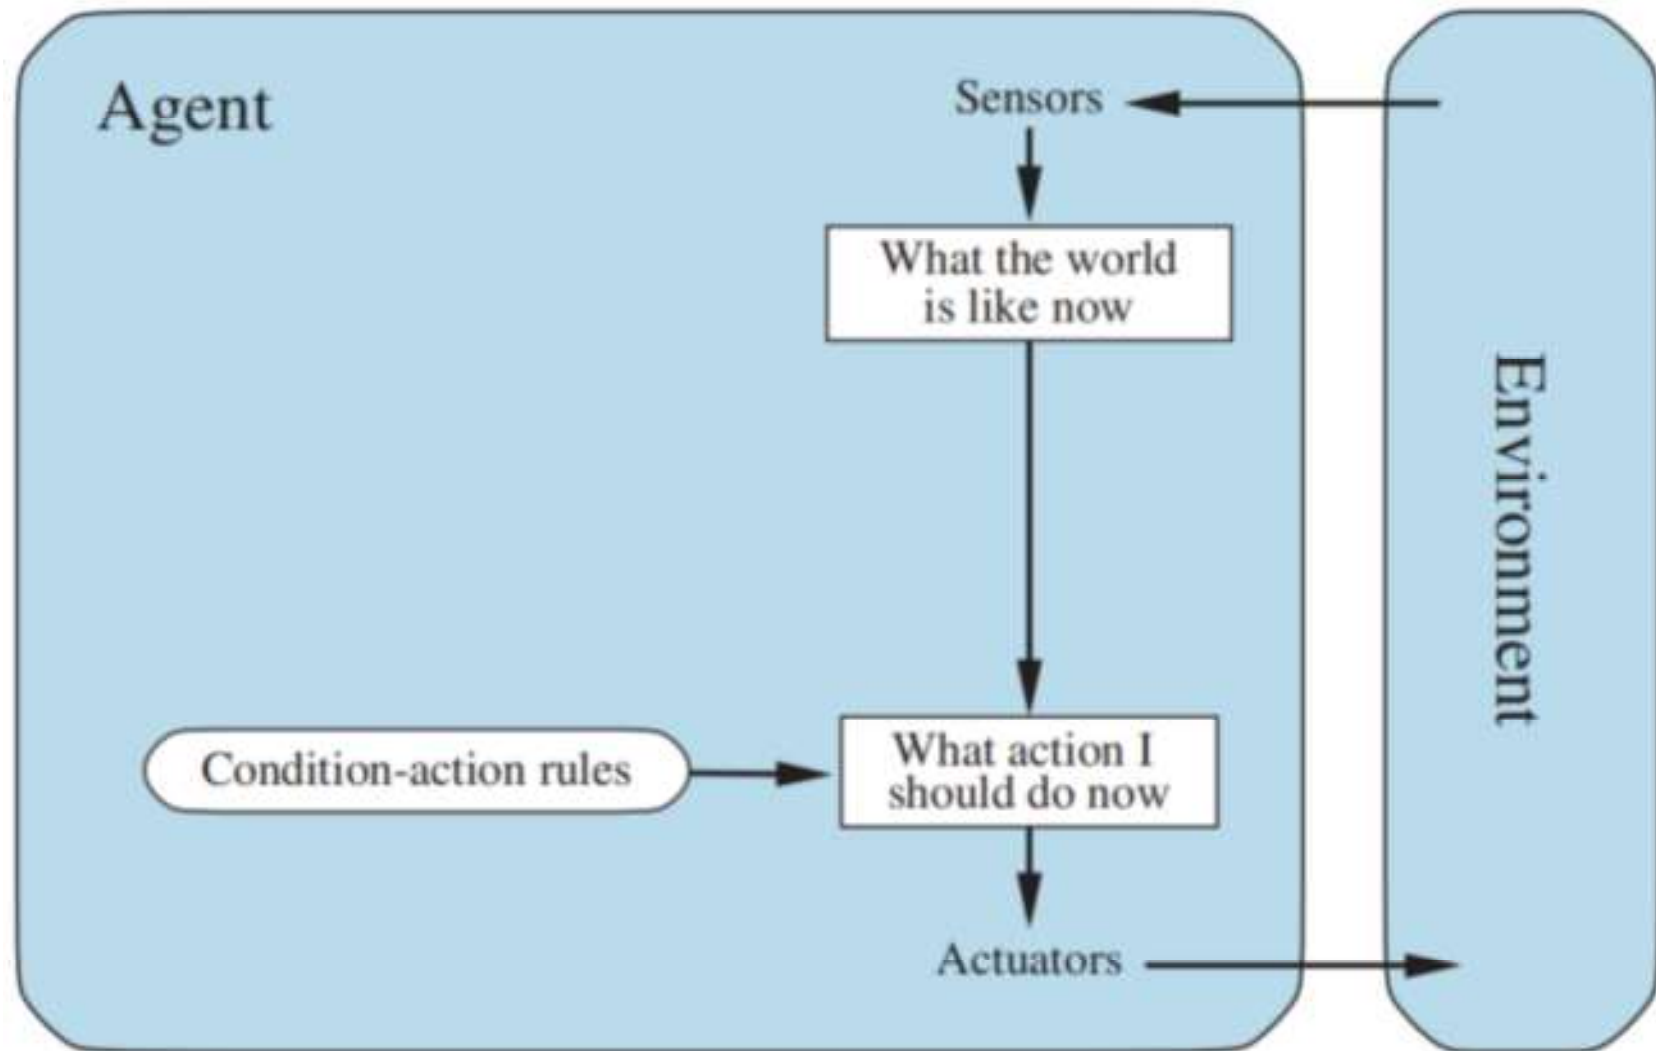 Agent
Sensors
What the world
is like now
Environment
Condition-action rules
What action I
should do now
Actuators